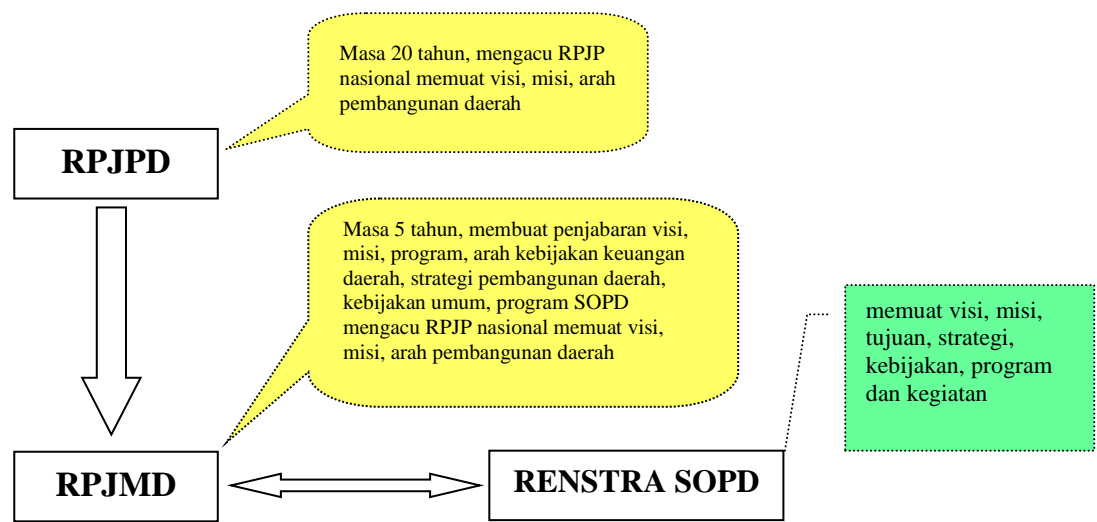 Masa 20 tahun, mengacu RPJP
nasional memuat visi, misi, arah
pembangunan daerah
RPJPD
Masa 5 tahun, membuat penjabaran visi,
misi, program, arah kebijakan keuangan
daerah, strategi pembangunan daerah,
kebijakan umum, program SOPD
mengacu RPJP nasional memuat visi,
misi, arah pembangunan daerah
memuat visi, misi,
tujuan, strategi,
kebijakan, program
dan kegiatan
RPJMD
RENSTRA SOPD